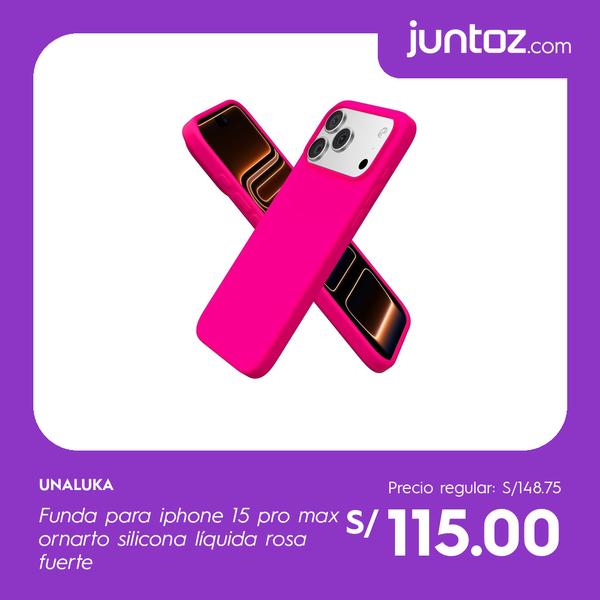 juntoz.com
UNALUKA
Funda para iphone 15 pro max
ornarto silicona líquida rosa
fuerte
Precio regular: S/148.75
S/ 115.00